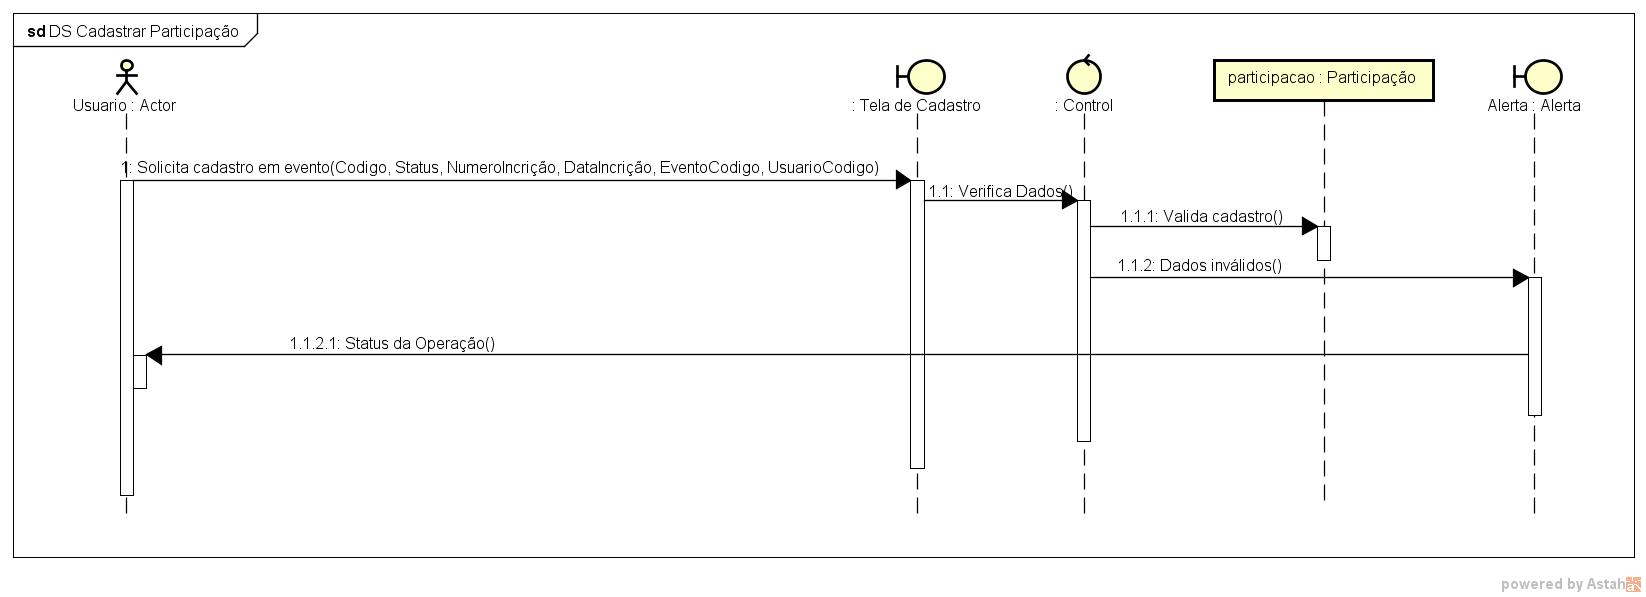 sd DS Cadastrar Participação
Usuario : Actor
: Tela de Cadastro
: Control
participacao : Participação
Alerta : Alerta
1: Solicita cadastro em evento(Codigo, Status, NumeroIncrição, DataIncrição, EventoCodigo, UsuarioCodigo)
1.1: Verifica Dados()
1.1.1: Valida cadastro()
1.1.2: Dados inválidos()
1.1.2.1: Status da Operação()
powered by Astah